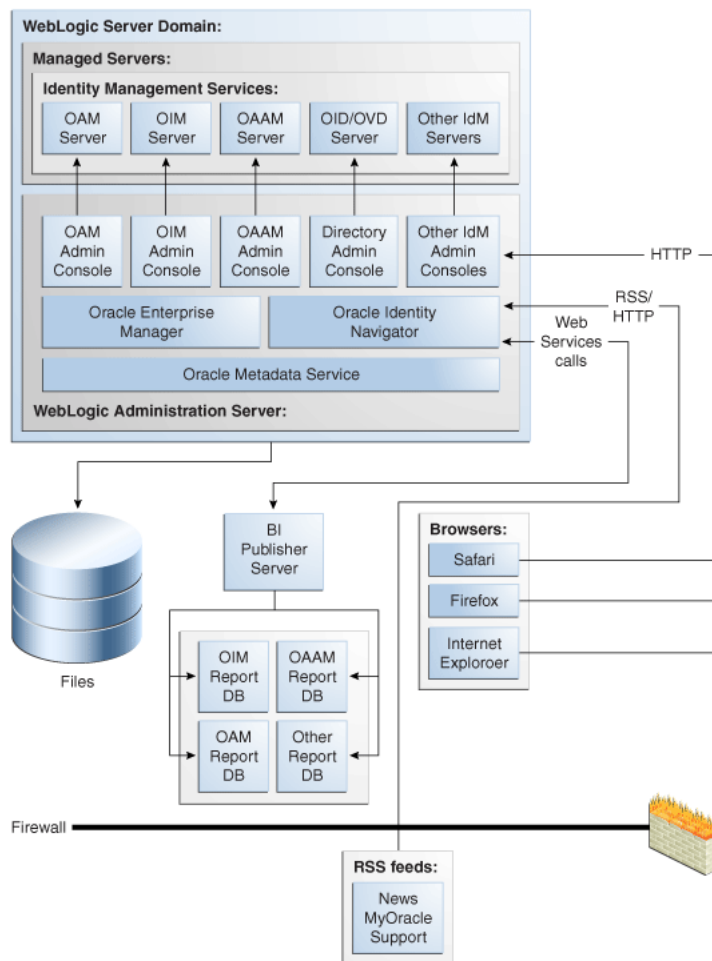 WebLogic Server Domain:
Managed Servers:
Identity Management Services:
OAM
Server
OIM
Server
OAAM
Server
OID/OVD
Server
Other IdM
Servers
OAM
Admin
Console
OIM
Admin
Console
OAAM
Admin
Console
Directory
Admin
Console
Other IdM
Admin
Consoles
HTTP
Oracle Enterprise
Manager
Oracle Identity
Navigator
RSS/
HTTP
Web
Services
calls
Oracle Metadata Service
WebLogic Administration Server:
Files
BI
Publisher
Server
Browsers:
Safari
Firefox
Internet
Exploroer
OIM
Report
DB
OAAM
Report
DB
OAM
Report
DB
Other
Report
DB
Firewall
RSS feeds:
News
MyOracle
Support